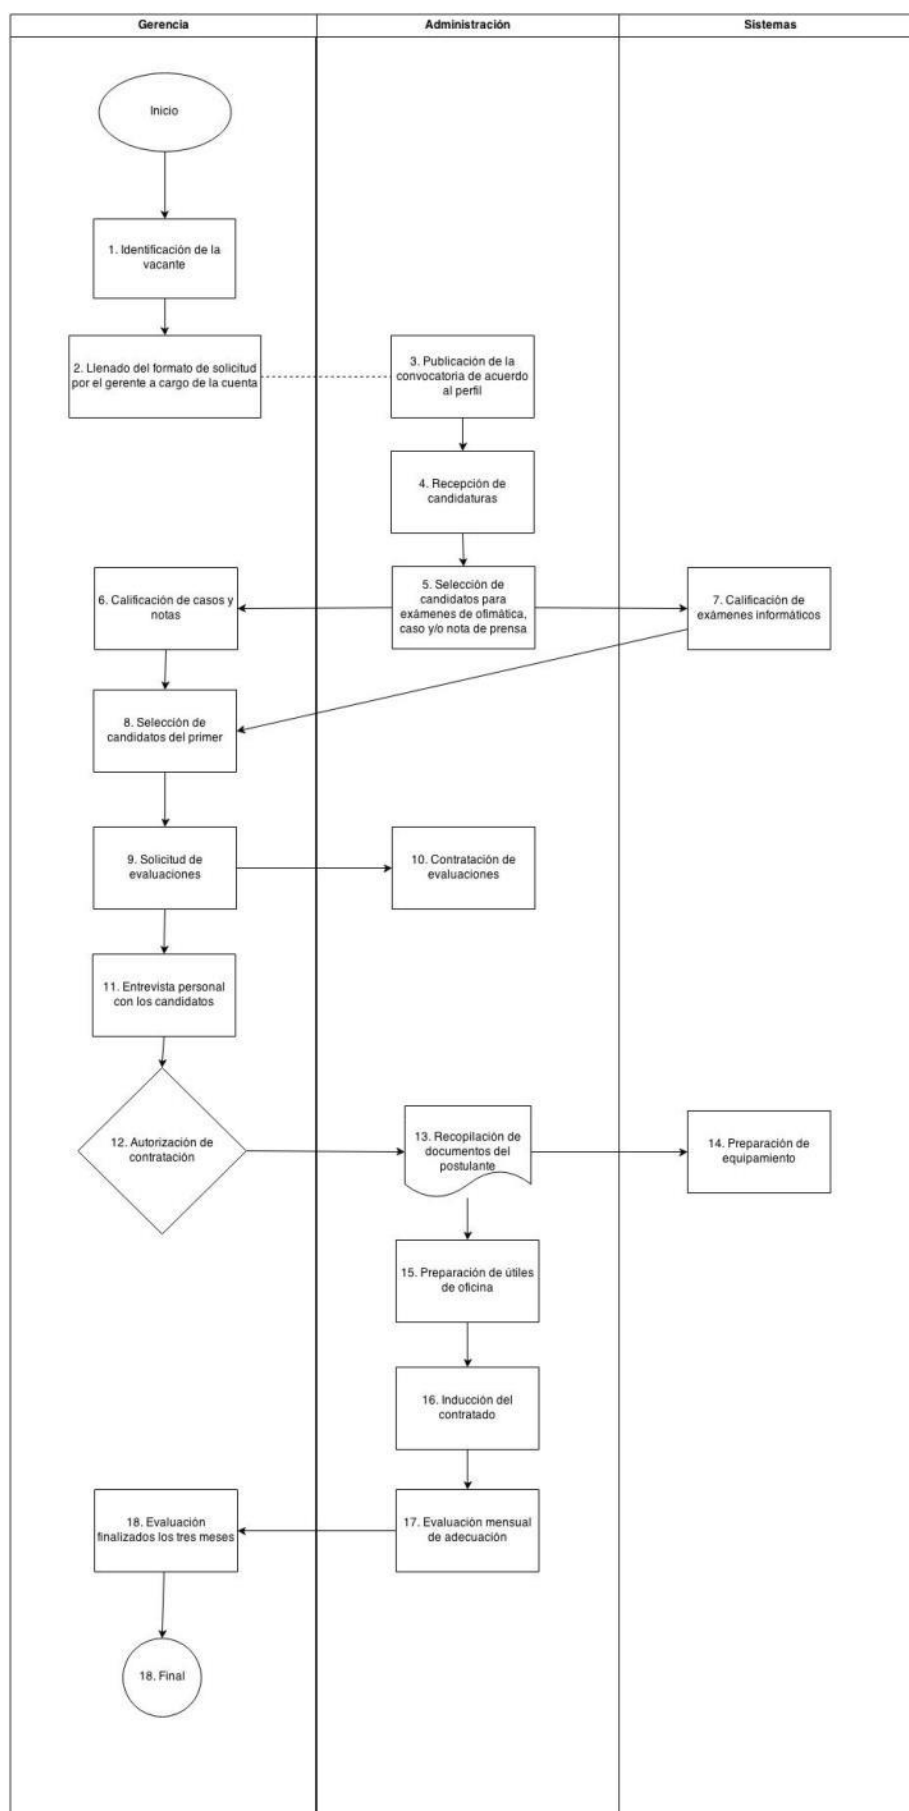 Gerencia
Administración
Sistemas
Inicio
1. Identificación de la
vacante
2. Llenado del formato de solicitud
por el gerente a cargo de la cuenta
3. Publicación de la
convocatoria de acuerdo
al perfil
4. Recepción de
candidaturas
5. Selección de
candidatos para
exámenes de ofimática,
caso y/o nota de prensa
6. Calificación de casos y
notas
7. Calificación de
exámenes informáticos
8. Selección de
candidatos del primer
9. Solicitud de
evaluaciones
10. Contratación de
evaluaciones
11. Entrevista personal
con los candidatos
12. Autorización de
contratación
13. Recopilación de
documentos del
postulante
14. Preparación de
equipamiento
15. Preparación de útiles
de oficina
16. Inducción del
contratado
17. Evaluación mensual
de adecuación
18. Evaluación
finalizados los tres meses
18. Final